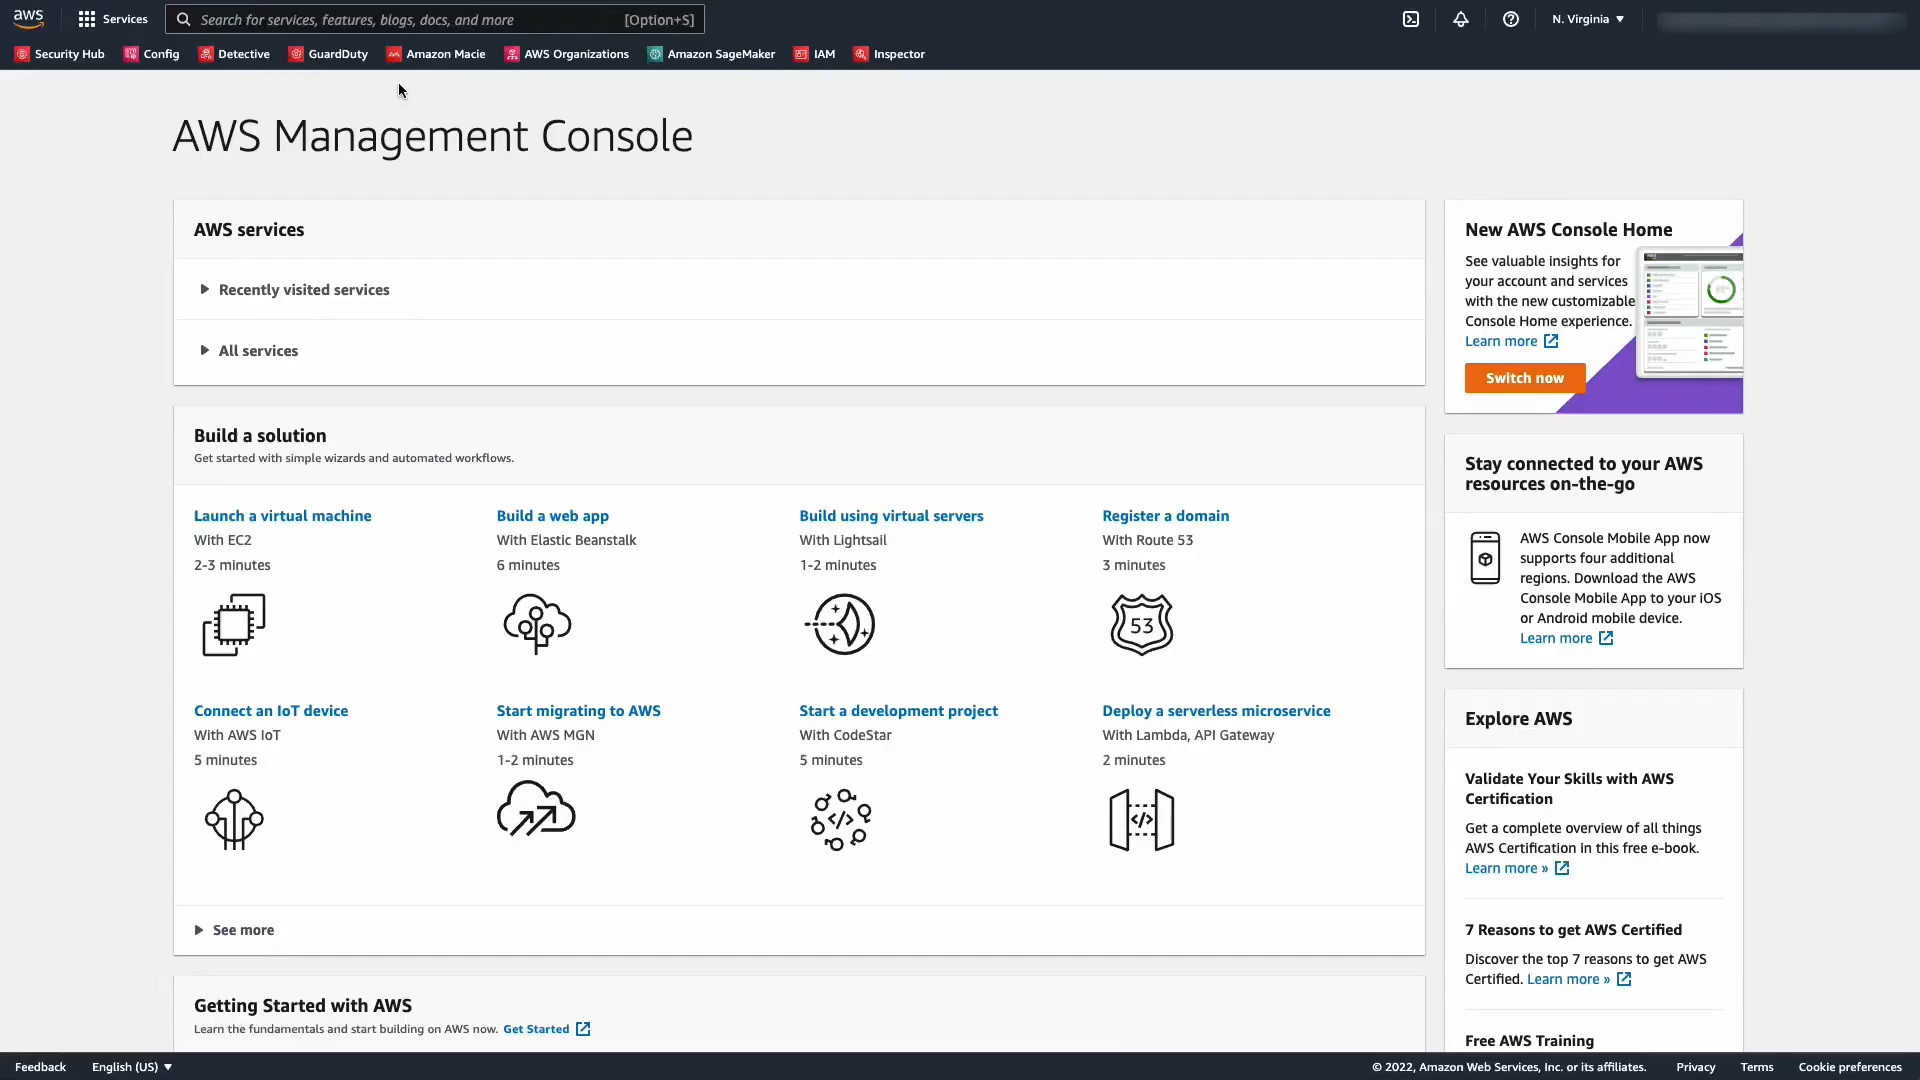 aws Services Search for services, features, blogs, docs, and more [Option+S] N. Virginia
Security Hub Config Detective GuardDuty Amazon Macie AWS Organizations Amazon SageMaker IAM Inspector
AWS Management Console
AWS services
Recently visited services
All services
Build a solution
Get started with simple wizards and automated workflows.
Launch a virtual machine
With EC2
2-3 minutes
Build a web app
With Elastic Beanstalk
6 minutes
Build using virtual servers
With Lightsail
1-2 minutes
Register a domain
With Route 53
3 minutes
53
Connect an IoT device
With AWS IoT
5 minutes
Start migrating to AWS
With AWS MGN
1-2 minutes
Start a development project
With CodeStar
5 minutes
</>
Deploy a serverless microservice
With Lambda, API Gateway
2 minutes
</>
See more
Getting Started with AWS
Learn the fundamentals and start building on AWS now. Get Started
New AWS Console Home
See valuable insights for
your account and services
with the new customizable
Console Home experience.
Learn more
Switch now
Stay connected to your AWS
resources on-the-go
AWS Console Mobile App now
supports four additional
regions. Download the AWS
Console Mobile App to your iOS
or Android mobile device.
Learn more
Explore AWS
Validate Your Skills with AWS
Certification
Get a complete overview of all things
AWS Certification in this free e-book.
Learn more »
7 Reasons to get AWS Certified
Discover the top 7 reasons to get AWS
Certified. Learn more »
Free AWS Training
Feedback English (US) © 2022, Amazon Web Services, Inc. or its affiliates. Privacy Terms Cookie preferences